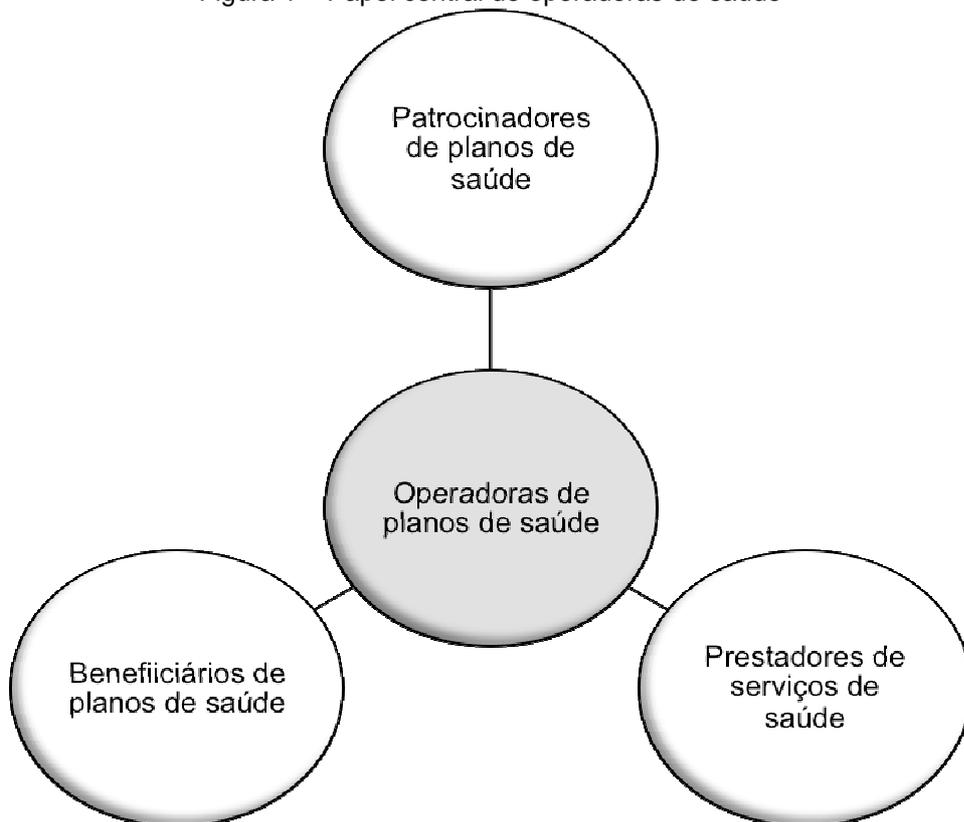 Patrocinadores
de planos de
saúde
Operadoras de
planos de saúde
Benefiiciários de
planos de saúde
Prestadores de
serviços de
saúde